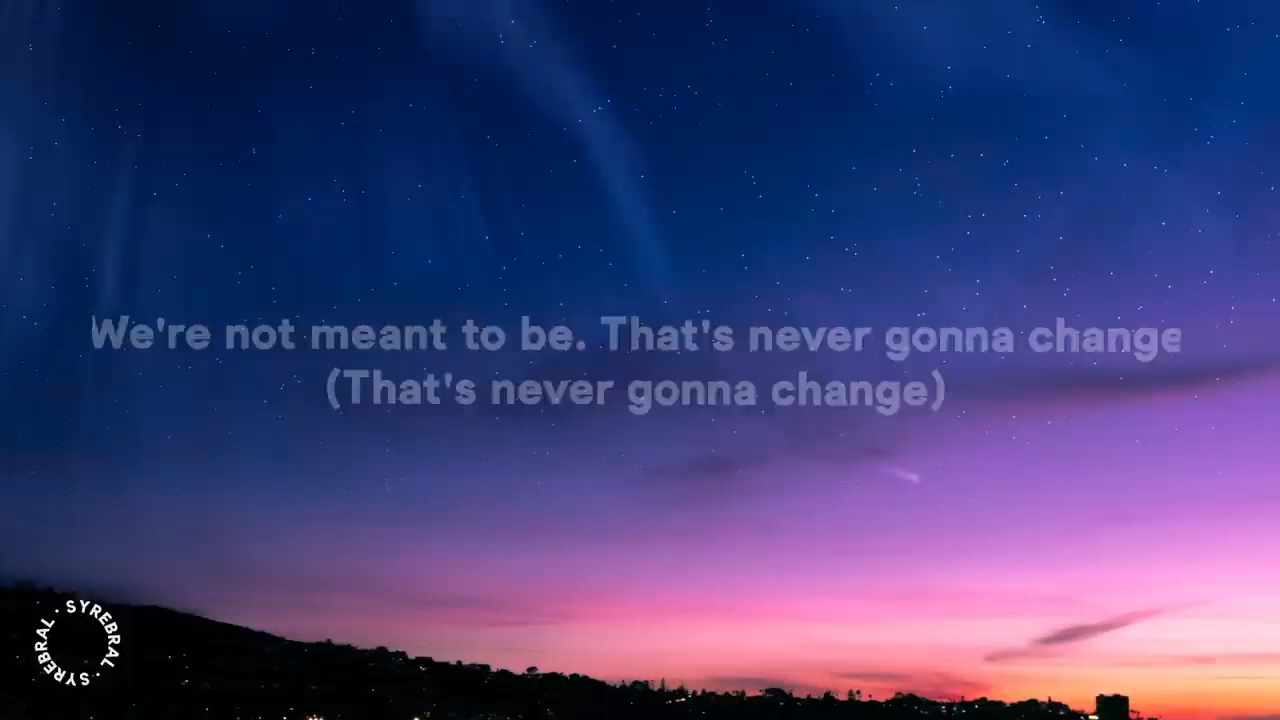 We're not meant to be. That's never gonna change
(That's never gonna change)
SYREBRAL · SYREBRAL ·